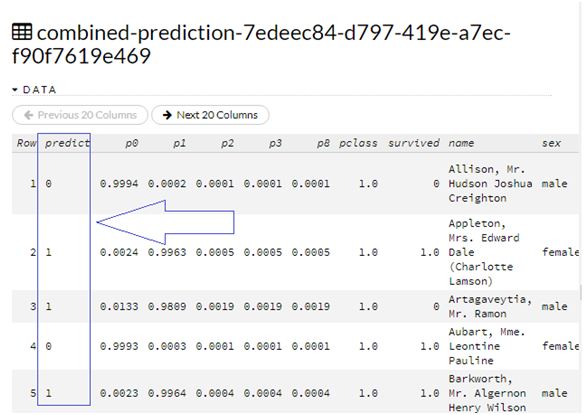 combined-prediction-7edeec84-d797-419e-a7ec-
f90f7619e469
DATA
Previous 20 Columns Next 20 Columns
Row predict p0 p1 p2 p3 p8 pclass survived name sex
Allison, Mr.
1 0 0.9994 0.0002 0.0001 0.0001 0.0001 1.0 0 Hudson Joshua male
Creighton
Appleton,
Mrs. Edward
2 1 0.0024 0.9963 0.0005 0.0005 0.0005 1.0 1.0 Dale female
(Charlotte
Lamson)
3 1 0.0133 0.9809 0.0019 0.0019 0.0019 1.0 0 Artagaveytia, male
Mr. Ramon
Aubart, Mme.
4 0 0.9993 0.0003 0.0001 0.0001 0.0001 1.0 1.0 Leontine female
Pauline
Barkworth,
5 1 0.0023 0.9964 0.0004 0.0004 0.0004 1.0 1.0 Mr. Algernon male
Henry Wilson